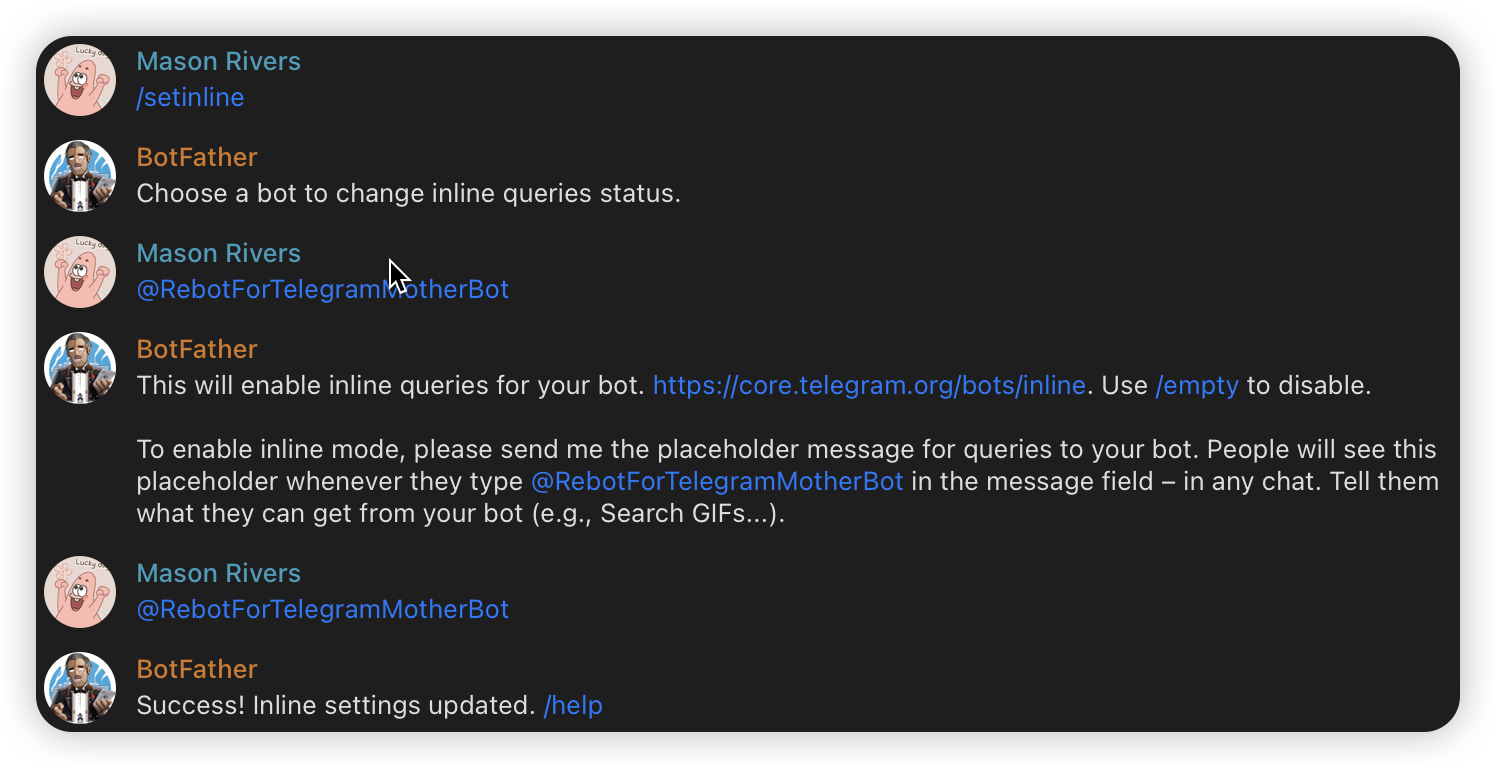 Mason Rivers
/setinline
BotFather
Choose a bot to change inline queries status.
Mason Rivers
@RebotForTelegramMotherBot
BotFather
This will enable inline queries for your bot. https://core.telegram.org/bots/inline. Use /empty to disable.
To enable inline mode, please send me the placeholder message for queries to your bot. People will see this
placeholder whenever they type @RebotForTelegramMotherBot in the message field – in any chat. Tell them
what they can get from your bot (e.g., Search GIFs...).
Mason Rivers
@RebotForTelegramMotherBot
BotFather
Success! Inline settings updated. /help